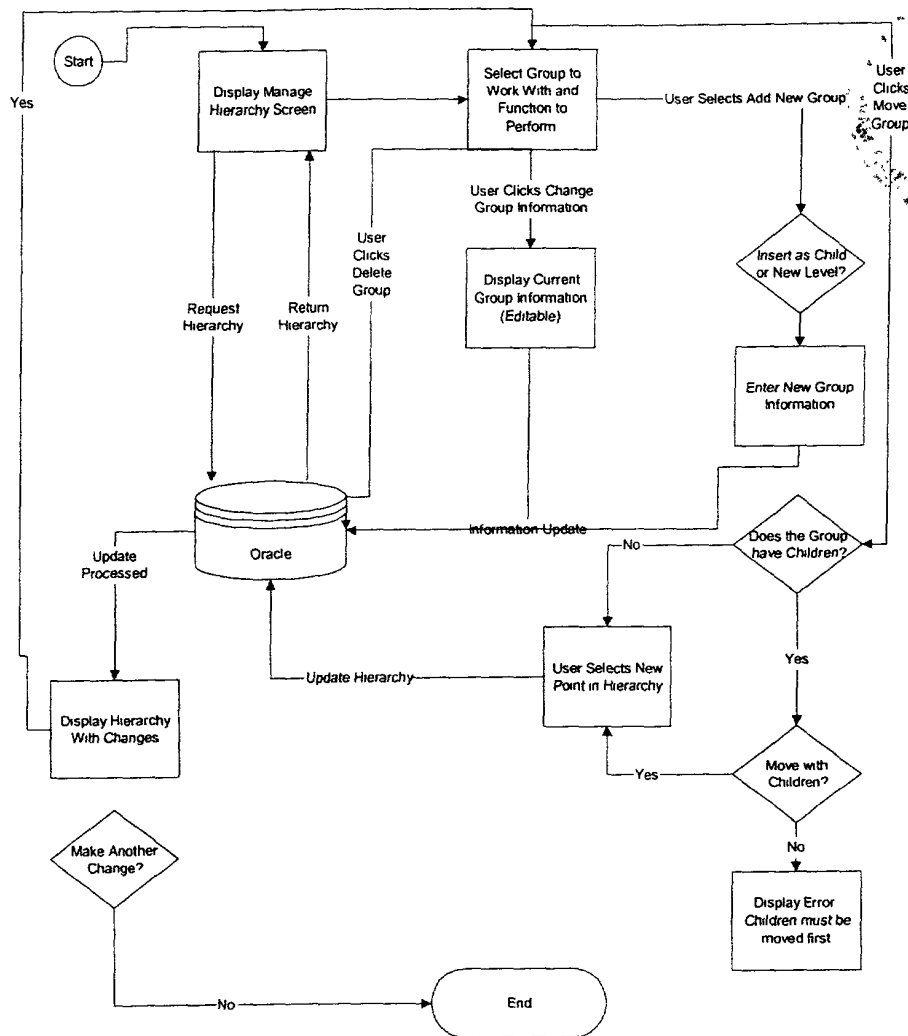 Start
Yes
Display Manage
Hierarchy Screen
Select Group to
Work With and
Function to
Perform
User Selects Add New Group
User
Clicks
Move
Group
User Clicks Change
Group Information
User
Clicks
Delete
Group
Insert as Child
or New Level?
Display Current
Group Information
(Editable)
Request
Hierarchy
Return
Hierarchy
Enter New Group
Information
Oracle
Information Update
Does the Group
have Children?
No
Update
Processed
Yes
User Selects New
Point in Hierarchy
Update Hierarchy
Display Hierarchy
With Changes
Move with
Children?
Yes
No
Make Another
Change?
Display Error
Children must be
moved first
No
End